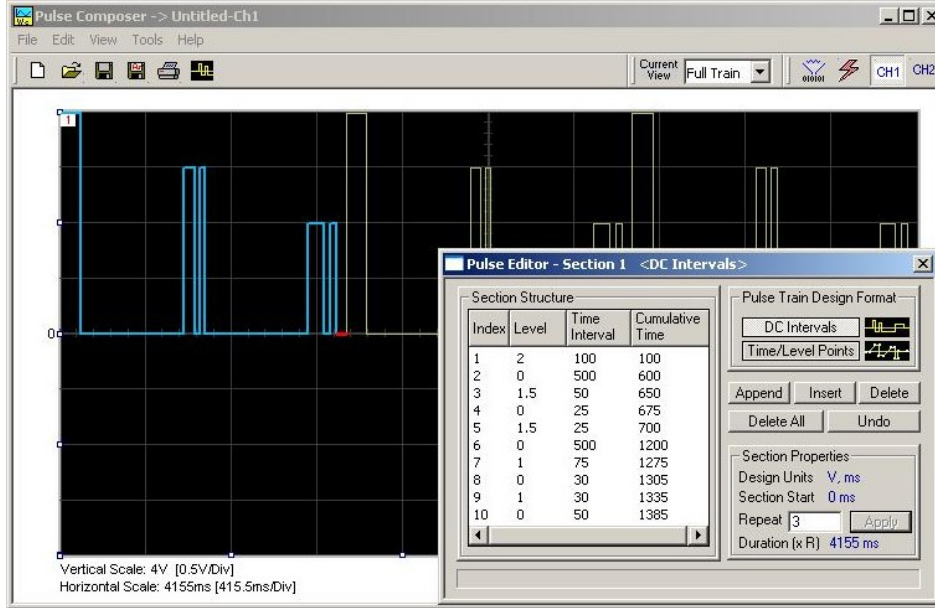 Pulse Composer -> Untitled-Ch1
File Edit View Tools Help
Current View Full Train
CH1 CH2
1
0
Vertical Scale: 4V [0.5V/Div]
Horizontal Scale: 4155ms [415.5ms/Div]
Pulse Editor - Section 1 <DC Intervals>
Section Structure
Index Level Time Interval Cumulative Time
1 2 100 100
2 0 500 600
3 1.5 50 650
4 0 25 675
5 1.5 25 700
6 0 500 1200
7 1 75 1275
8 0 30 1305
9 1 30 1335
10 0 50 1385
Pulse Train Design Format
DC Intervals
Time/Level Points
Append Insert Delete
Delete All Undo
Section Properties
Design Units V, ms
Section Start 0 ms
Repeat 3 Apply
Duration (x R) 4155 ms